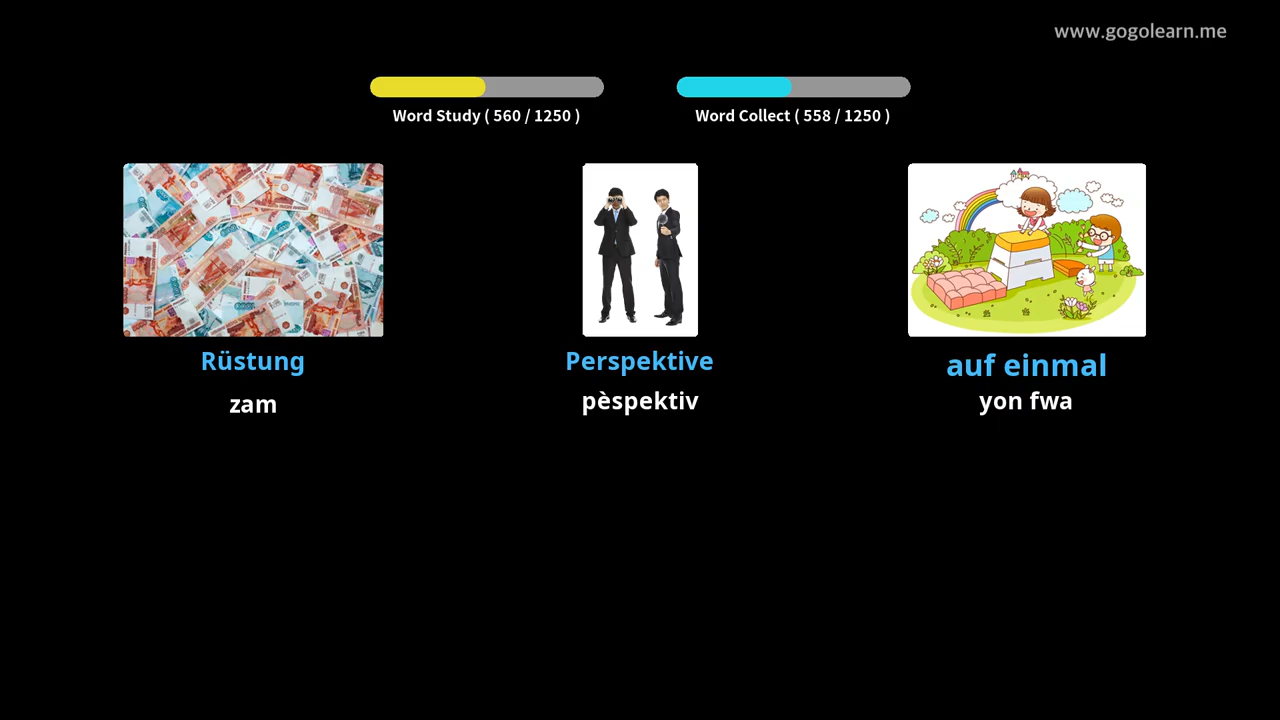 www.gogolearn.me
Word Study ( 560 / 1250 )
Word Collect ( 558 / 1250 )
Rüstung
zam
Perspektive
pèspektiv
auf einmal
yon fwa